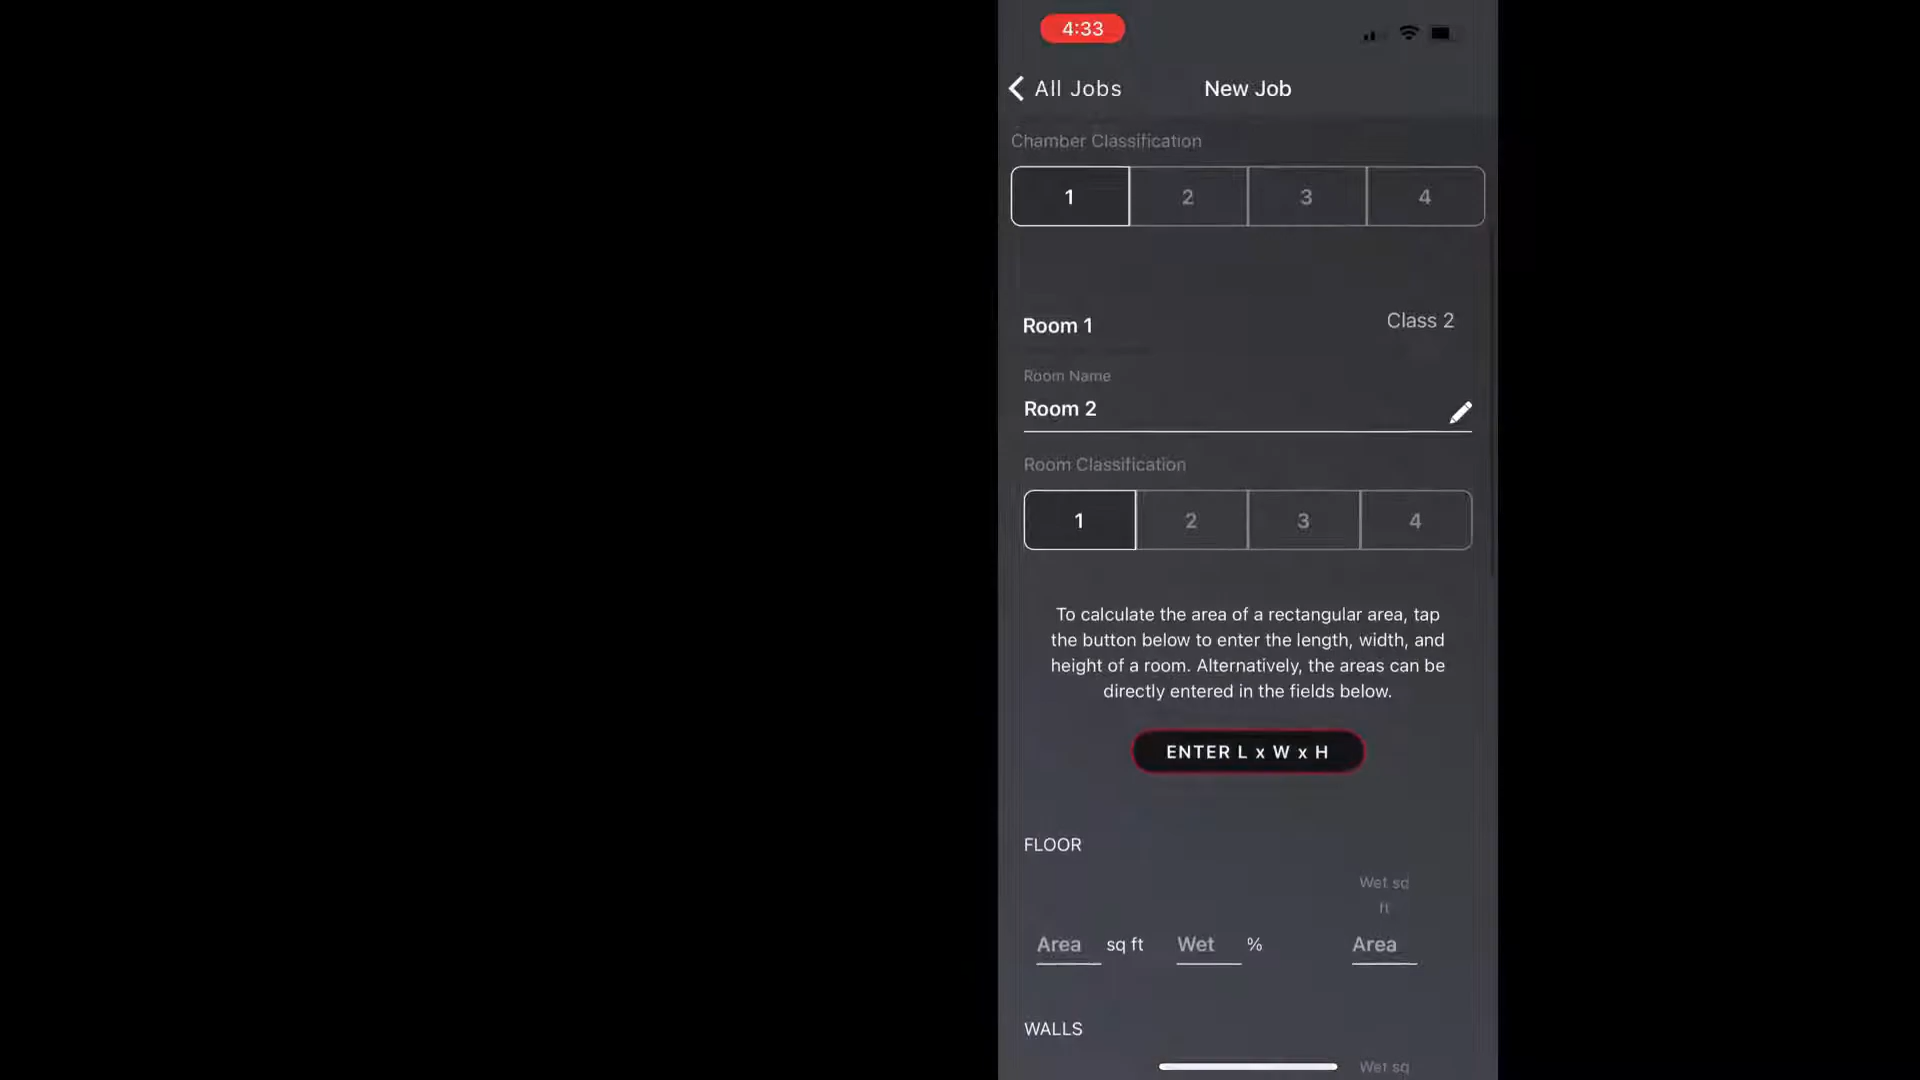 4:33
All Jobs
New Job
Chamber Classification
1 2 3 4
Room 1
Class 2
Room Name
Room 2
Room Classification
1 2 3 4
To calculate the area of a rectangular area, tap
the button below to enter the length, width, and
height of a room. Alternatively, the areas can be
directly entered in the fields below.
ENTER L x W x H
FLOOR
Wet sq
ft
Area sq ft Wet % Area
WALLS
Wet sq